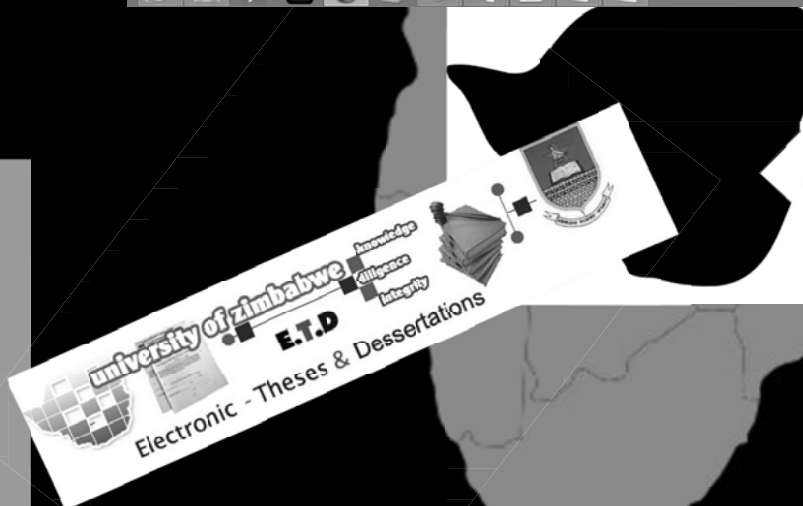 university of zimbabwe
knowledge
diligence
integrity
E.T.D
Electronic - Theses & Dessertations